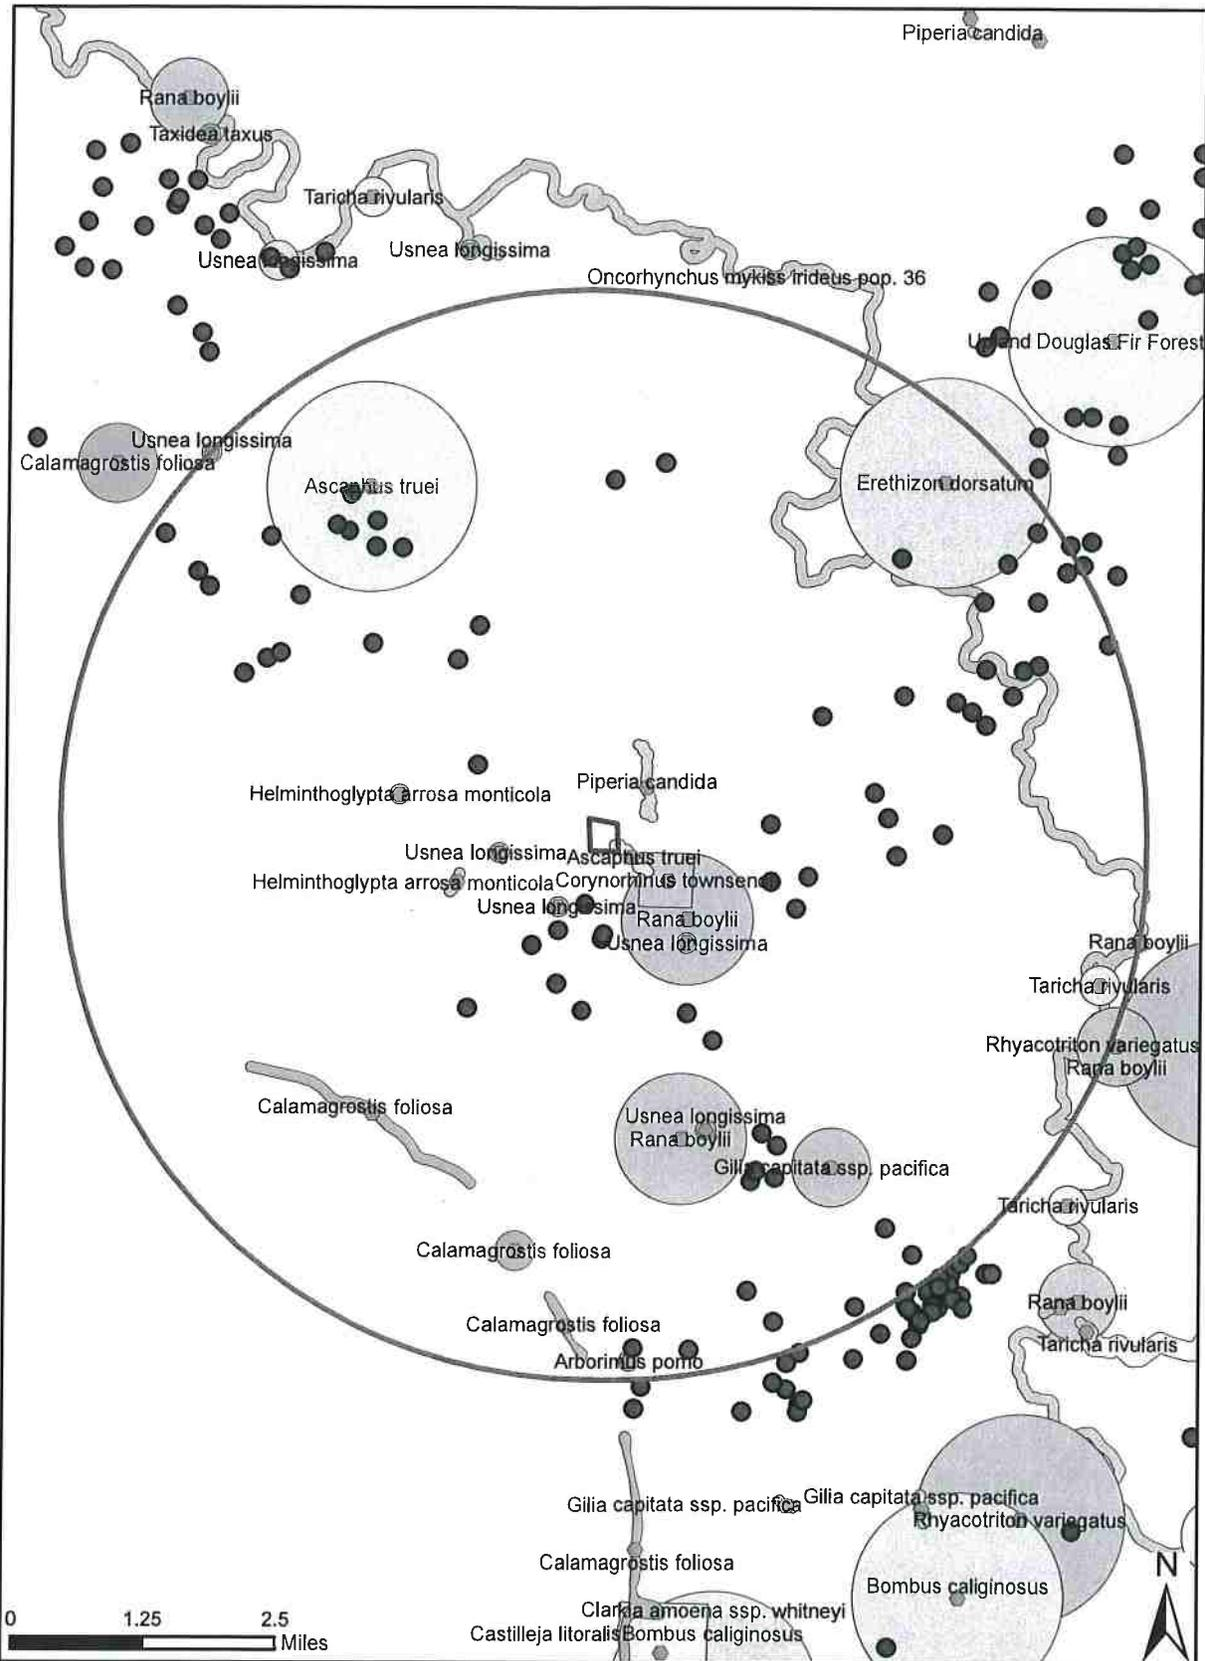 Piperia candida
Rana boylii
Taxidea taxus
Taricha rivularis
Usnea longissima
Usnea longissima
Oncorhynchus mykiss irideus pop. 36
Upland Douglas Fir Forest
Usnea longissima
Calamagrostis foliosa
Ascaphus truei
Erethizon dorsatum
Piperia candida
Helminthoglypta arrosa monticola
Usnea longissima
Ascaphus truei
Helminthoglypta arrosa monticola
Corynorhinus townsend
Usnea longissima
Rana boylii
Usnea longissima
Rana boylii
Taricha rivularis
Rhyacotriton variegatus
Rana boylii
Calamagrostis foliosa
Usnea longissima
Rana boylii
Gilia capitata ssp. pacifica
Taricha rivularis
Calamagrostis foliosa
Rana boylii
Calamagrostis foliosa
Taricha rivularis
Arborimus pomo
Gilia capitata ssp. pacifica
Gilia capitata ssp. pacifica
Rhyacotriton variegatus
Calamagrostis foliosa
N
Bombus caliginosus
Clarkia amoena ssp. whitneyi
Castilleja litoralis Bombus caliginosus
0 1.25 2.5
Miles